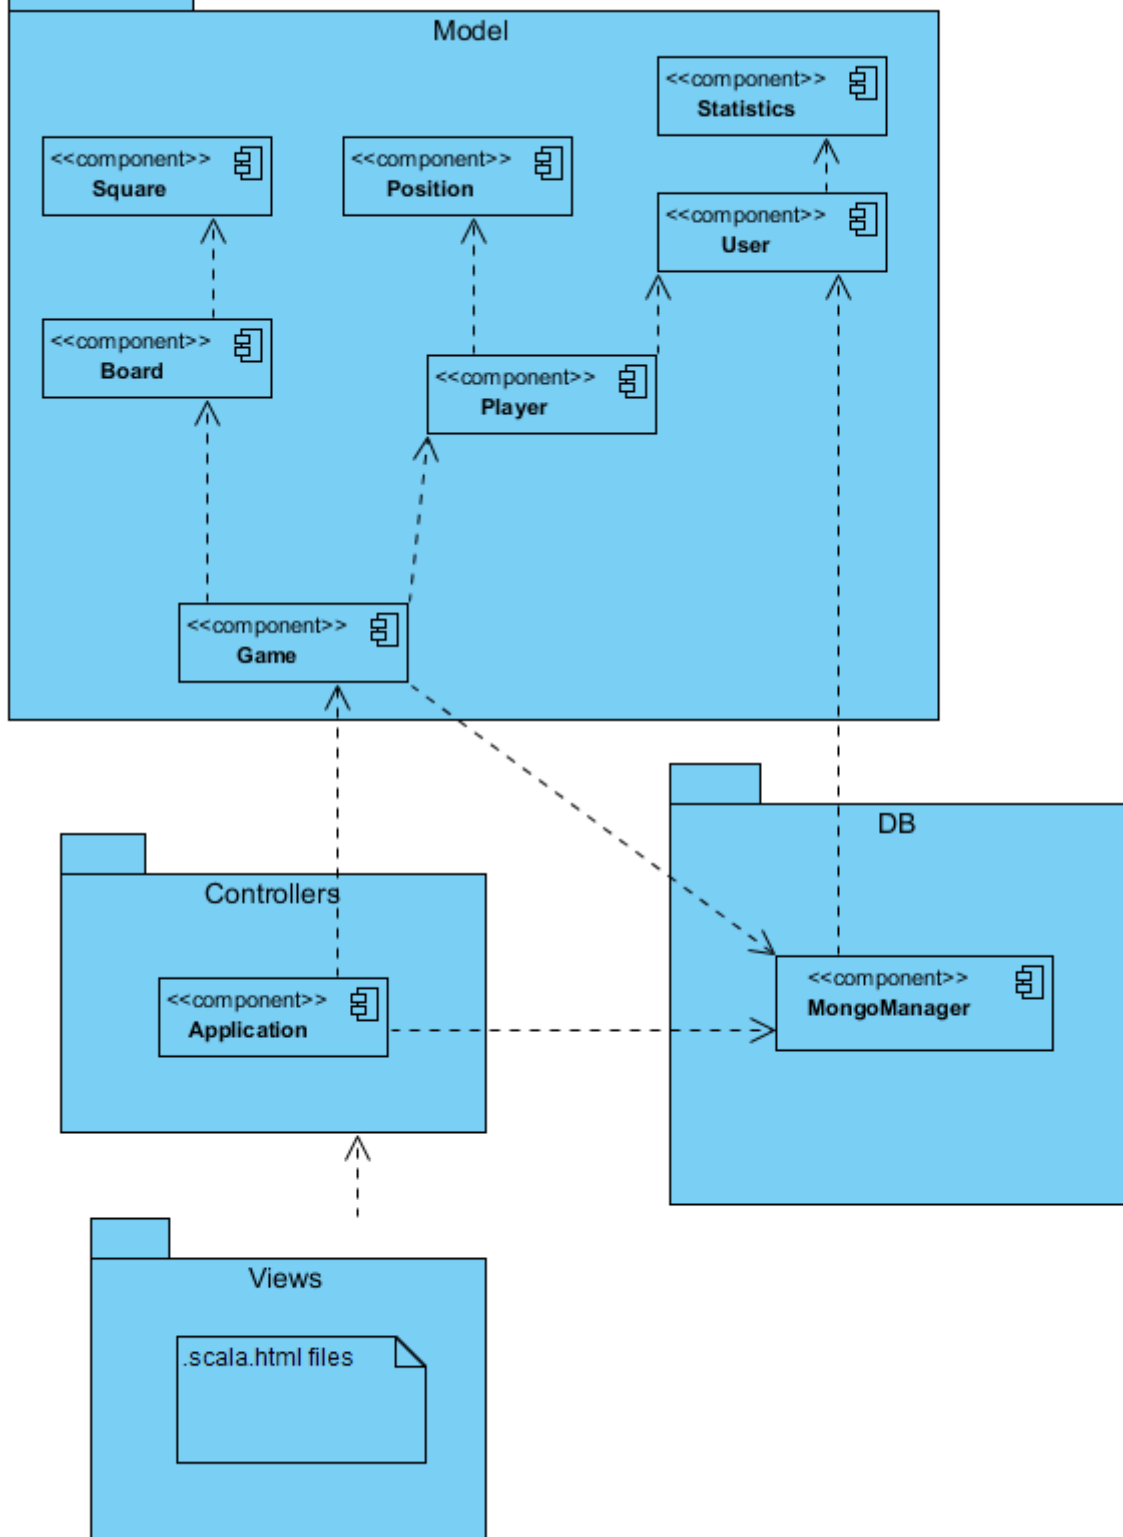 Model
<<component>>
Statistics
<<component>>
Square
<<component>>
Position
<<component>>
User
<<component>>
Board
<<component>>
Player
<<component>>
Game
DB
Controllers
<<component>>
MongoManager
<<component>>
Application
Views
.scala.html files